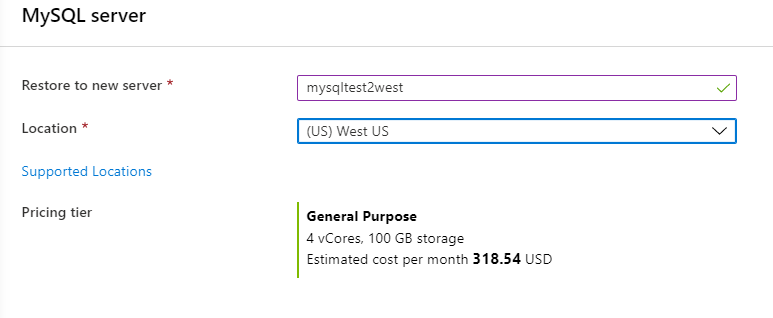 MySQL server
Restore to new server *
mysqltest2west
Location *
(US) West US
Supported Locations
Pricing tier
General Purpose
4 vCores, 100 GB storage
Estimated cost per month 318.54 USD